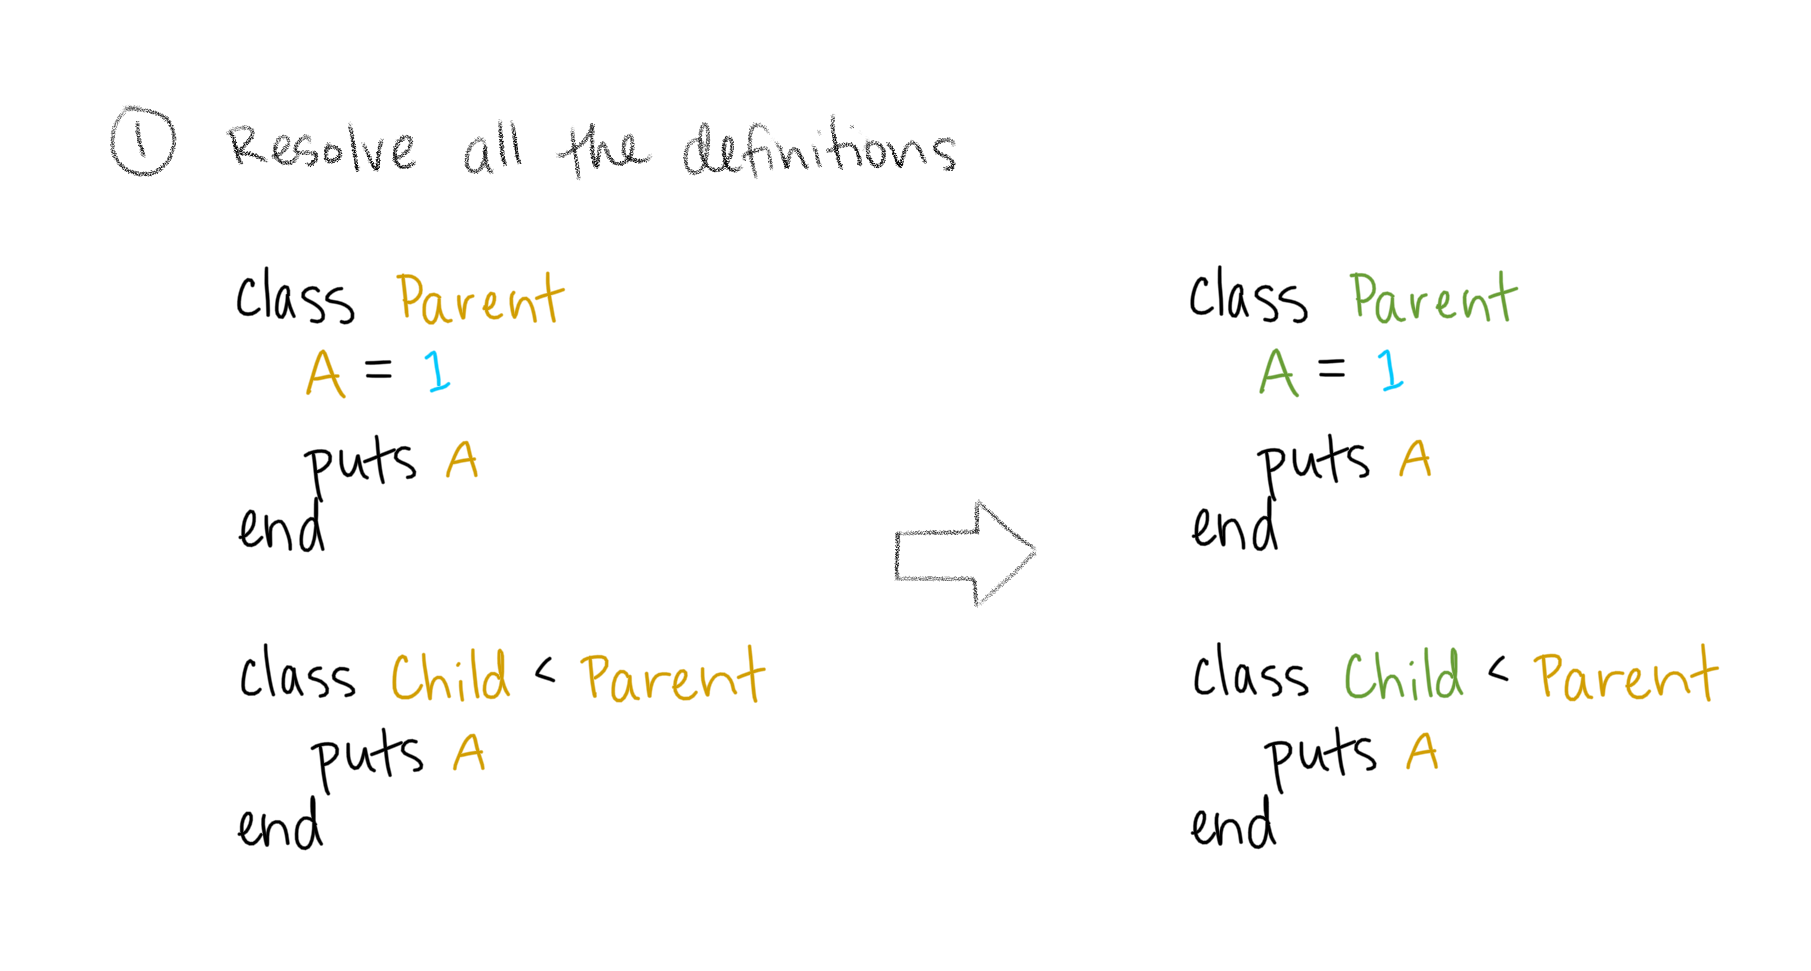 ① Resolve all the definitions
class Parent
A = 1
puts A
end
class Child < Parent
puts A
end
class Parent
A = 1
puts A
end
class Child < Parent
puts A
end